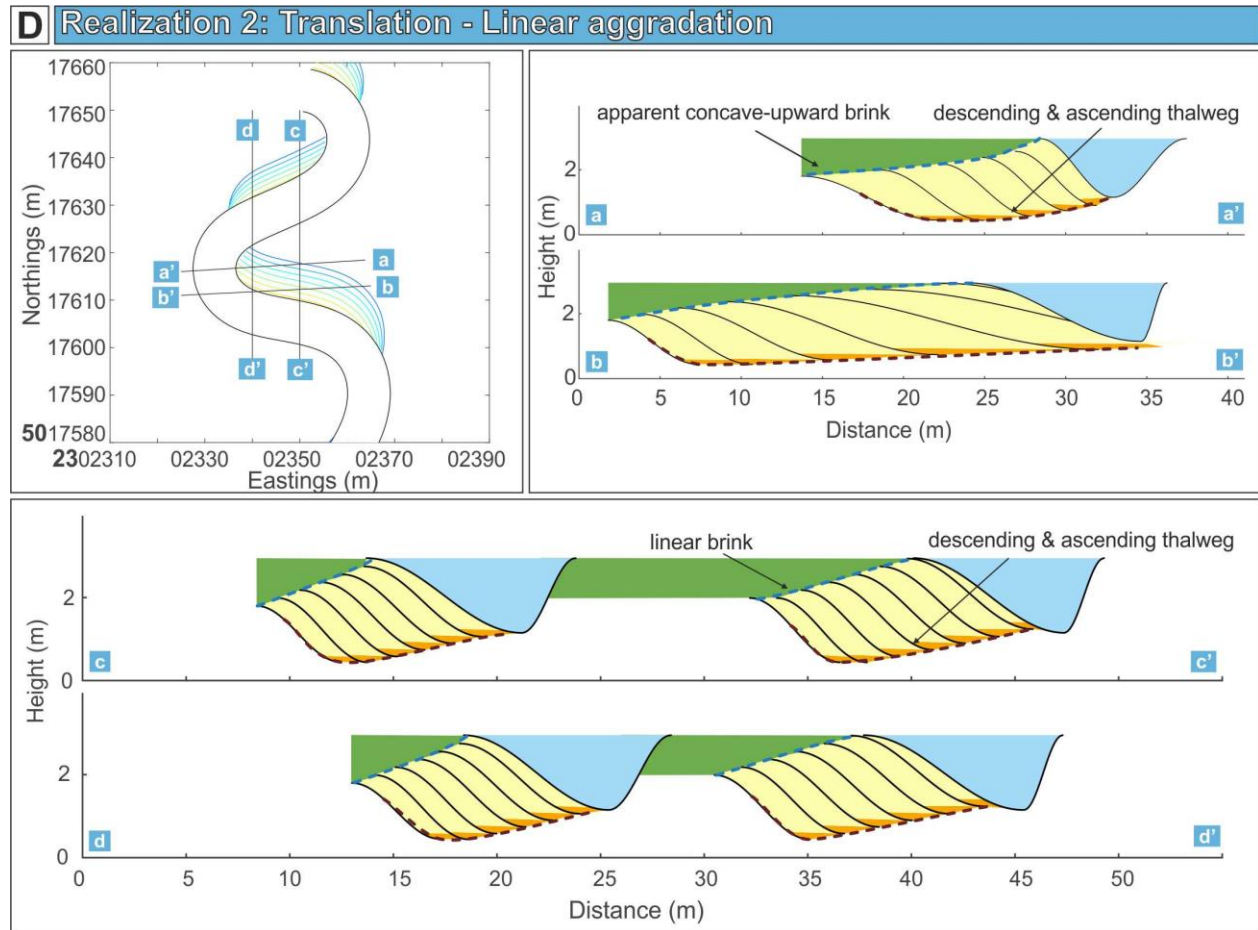 D Realization 2: Translation - Linear aggradation
17660
17650
17640
17630
17620
17610
17600
17590
5017580
Northings (m)
d c
a' a
b' b
d' c'
2302310 02330 02350 02370 02390
Eastings (m)
apparent concave-upward brink
descending & ascending thalweg
2
0
a a'
Height (m)
2
0
b b'
0 5 10 15 20 25 30 35 40
Distance (m)
linear brink
descending & ascending thalweg
2
0
c c'
Height (m)
2
0
d d'
0 5 10 15 20 25 30 35 40 45 50
Distance (m)